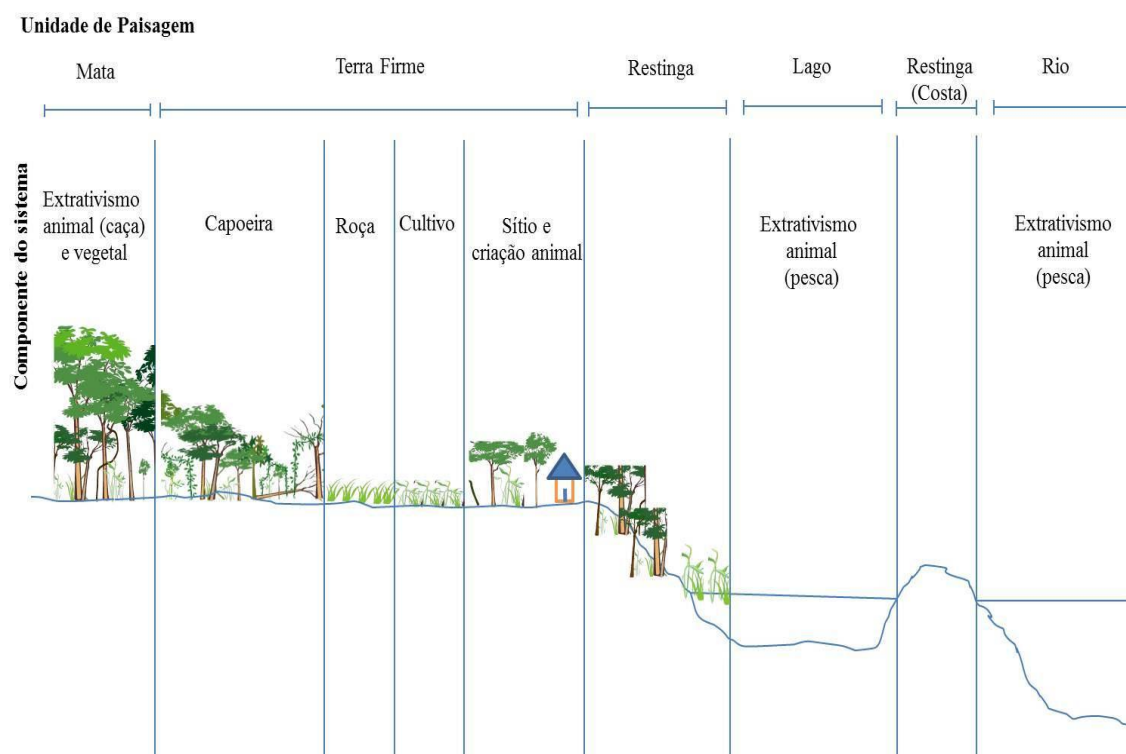 Unidade de Paisagem
Mata
Terra Firme
Restinga
Lago
Restinga
(Costa)
Rio
Componente do sistema
Extrativismo
animal (caça)
e vegetal
Capoeira
Roça
Cultivo
Sítio e
criação animal
Extrativismo
animal
(pesca)
Extrativismo
animal
(pesca)